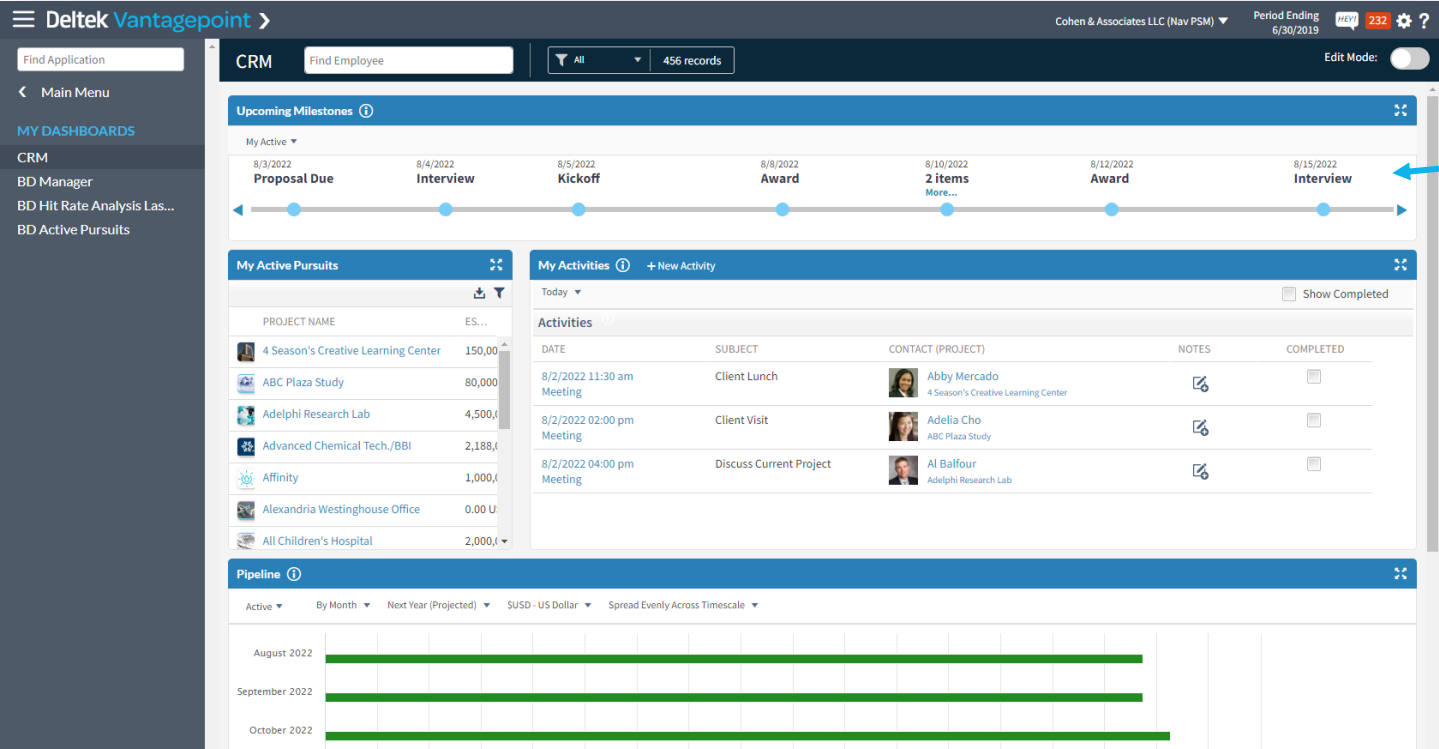 Deltek Vantagepoint
Cohen & Associates LLC (Nav PSM)
Period Ending
6/30/2019
HEY!
232
?
Find Application
Main Menu
MY DASHBOARDS
CRM
BD Manager
BD Hit Rate Analysis Las...
BD Active Pursuits
CRM
Find Employee
All
456 records
Edit Mode:
Upcoming Milestones
My Active
8/3/2022
Proposal Due
8/4/2022
Interview
8/5/2022
Kickoff
8/8/2022
Award
8/10/2022
2 items
More...
8/12/2022
Award
8/15/2022
Interview
My Active Pursuits
PROJECT NAME ES...
4 Season's Creative Learning Center 150,00
ABC Plaza Study 80,000
Adelphi Research Lab 4,500,(
Advanced Chemical Tech./BBI 2,188,(
Affinity 1,000,(
Alexandria Westinghouse Office 0.00 U
All Children's Hospital 2,000,(
My Activities + New Activity
Today
Show Completed
Activities
DATE SUBJECT CONTACT (PROJECT) NOTES COMPLETED
8/2/2022 11:30 am Client Lunch Abby Mercado
Meeting 4 Season's Creative Learning Center
8/2/2022 02:00 pm Client Visit Adelia Cho
Meeting ABC Plaza Study
8/2/2022 04:00 pm Discuss Current Project Al Balfour
Meeting Adelphi Research Lab
Pipeline
Active By Month Next Year (Projected) $USD - US Dollar Spread Evenly Across Timescale
August 2022
September 2022
October 2022